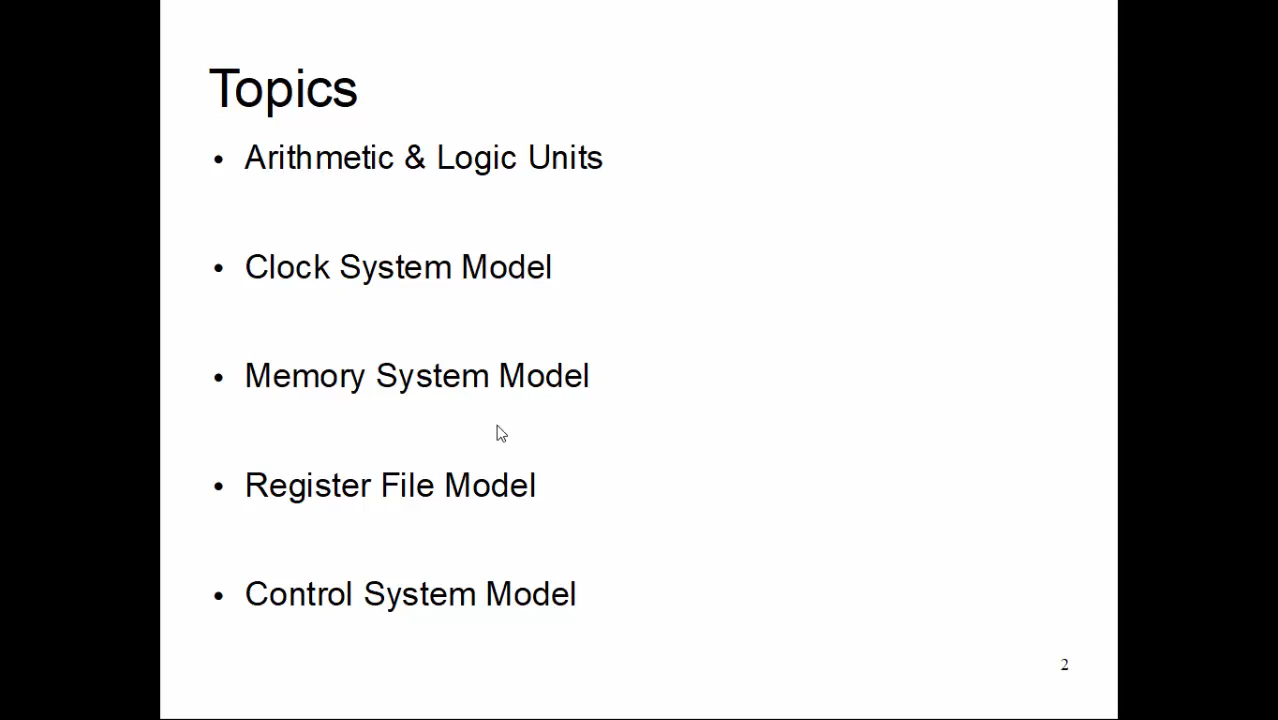 Topics
• Arithmetic & Logic Units
• Clock System Model
• Memory System Model
• Register File Model
• Control System Model
2